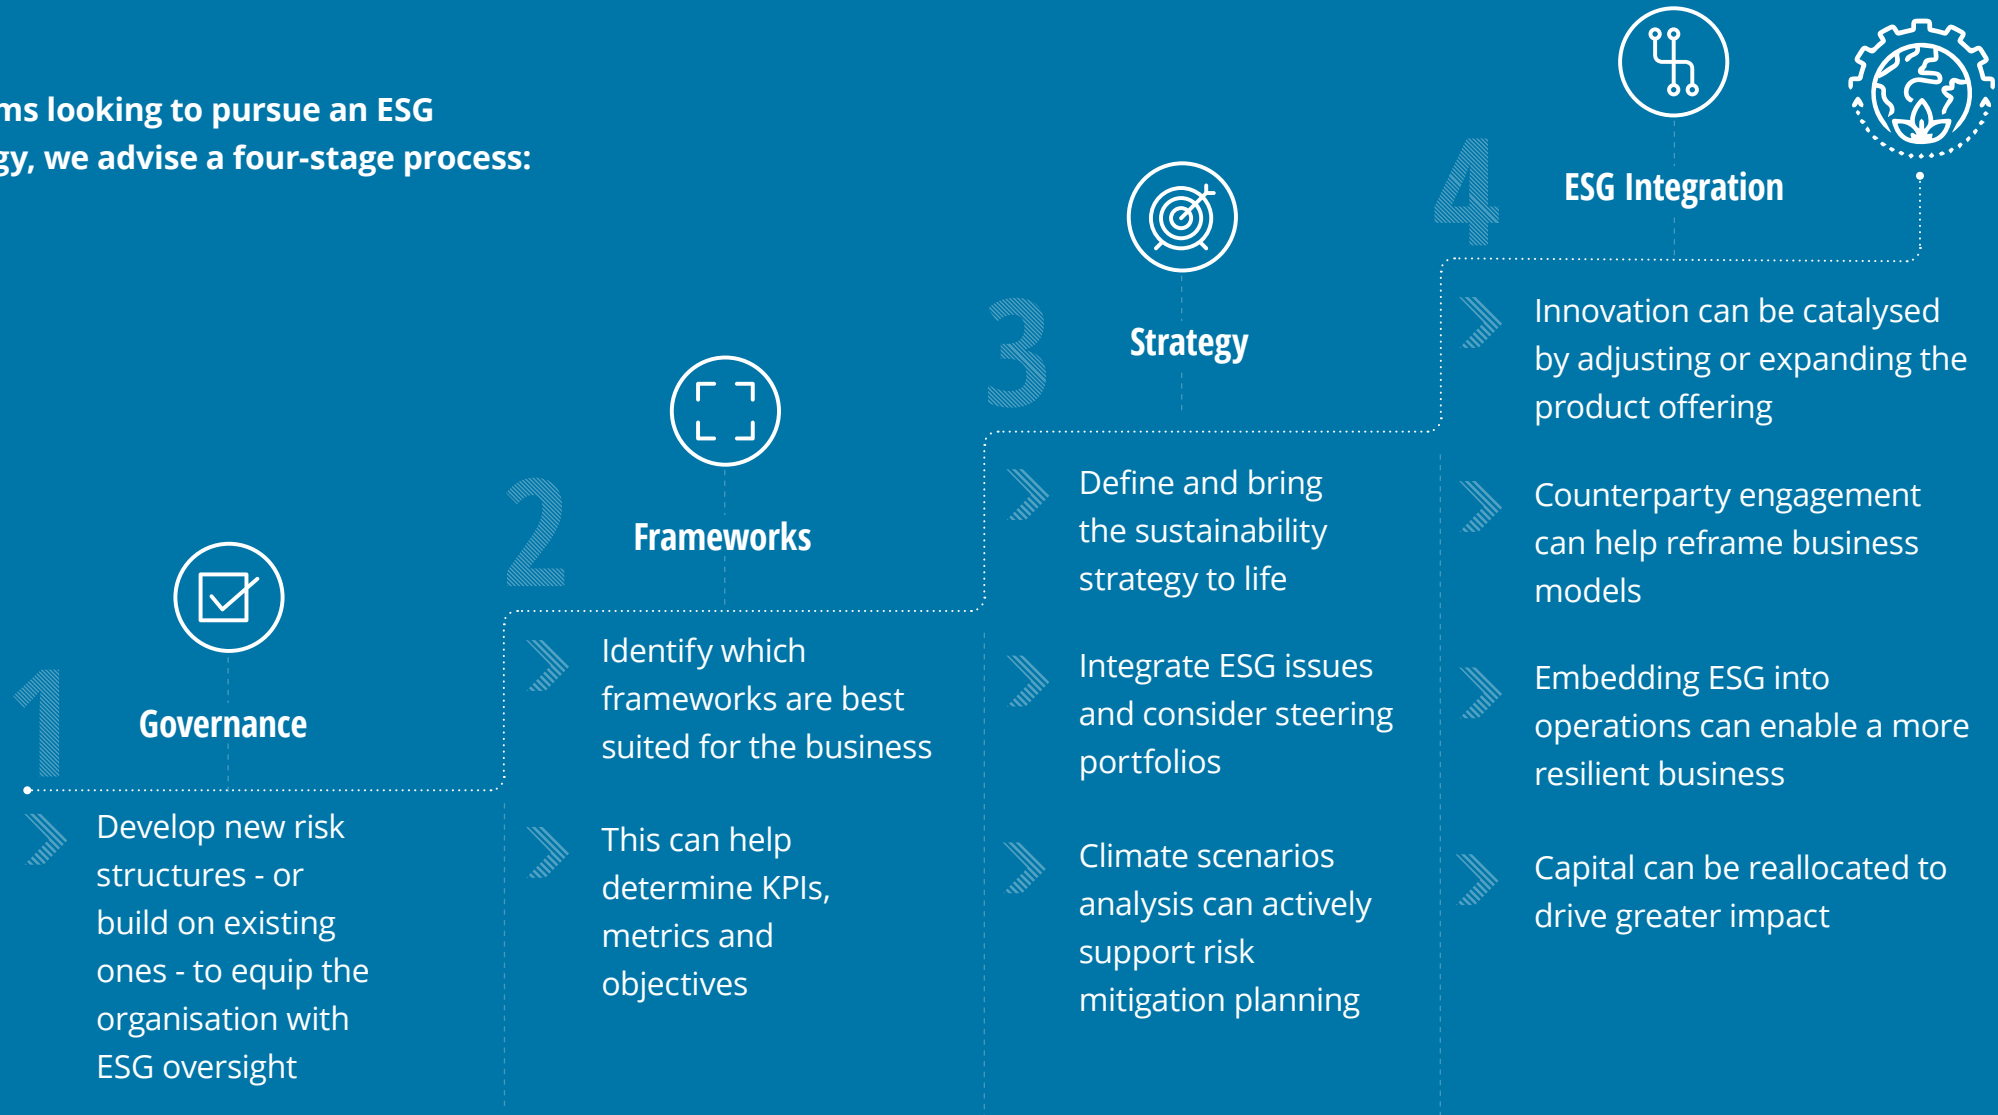 ms looking to pursue an ESG
gy, we advise a four-stage process:
1
Governance
Develop new risk
structures - or
build on existing
ones - to equip the
organisation with
ESG oversight
2
Frameworks
Identify which
frameworks are best
suited for the business
This can help
determine KPIs,
metrics and
objectives
3
Strategy
Define and bring
the sustainability
strategy to life
Integrate ESG issues
and consider steering
portfolios
Climate scenarios
analysis can actively
support risk
mitigation planning
4
ESG Integration
Innovation can be catalysed
by adjusting or expanding the
product offering
Counterparty engagement
can help reframe business
models
Embedding ESG into
operations can enable a more
resilient business
Capital can be reallocated to
drive greater impact